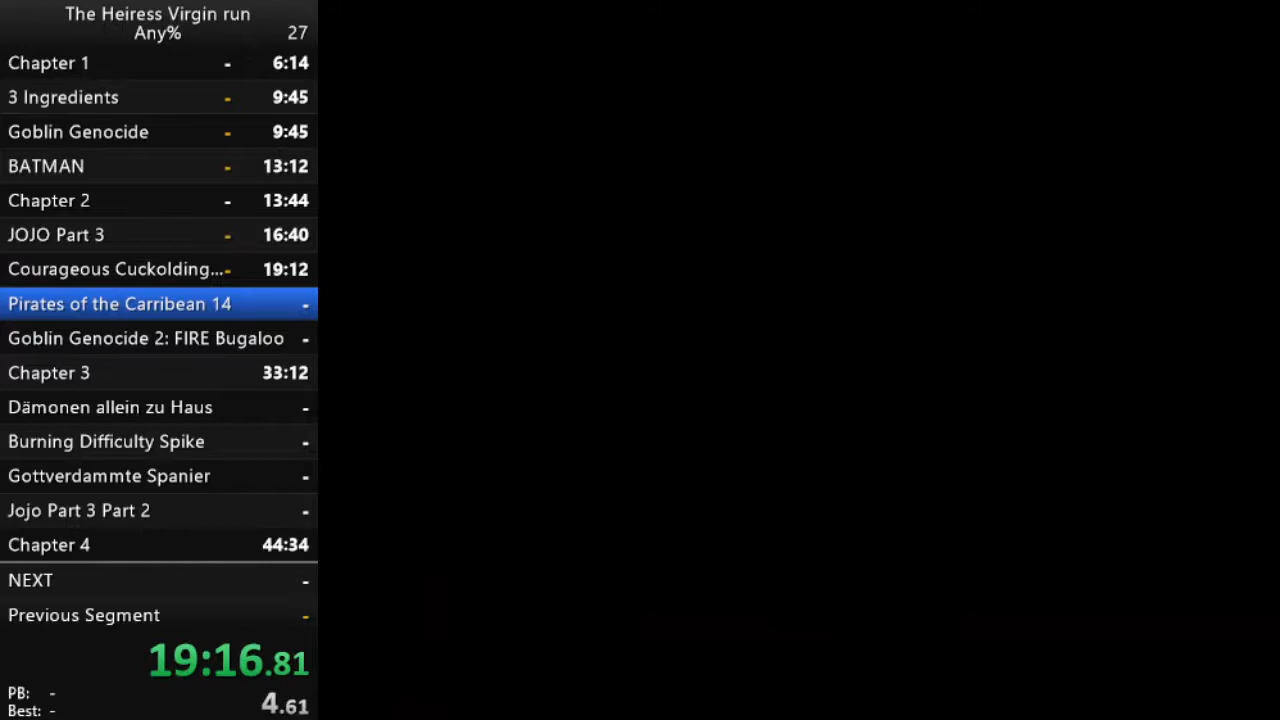 The Heiress Virgin run
Any% 27
Chapter 1 - 6:14
3 Ingredients - 9:45
Goblin Genocide - 9:45
BATMAN - 13:12
Chapter 2 - 13:44
JOJO Part 3 - 16:40
Courageous Cuckolding...- 19:12
Pirates of the Carribean 14 -
Goblin Genocide 2: FIRE Bugaloo -
Chapter 3 33:12
Dämonen allein zu Haus -
Burning Difficulty Spike -
Gottverdammte Spanier -
Jojo Part 3 Part 2 -
Chapter 4 44:34
NEXT -
Previous Segment -
19:16.81
PB: - 4.61
Best: -